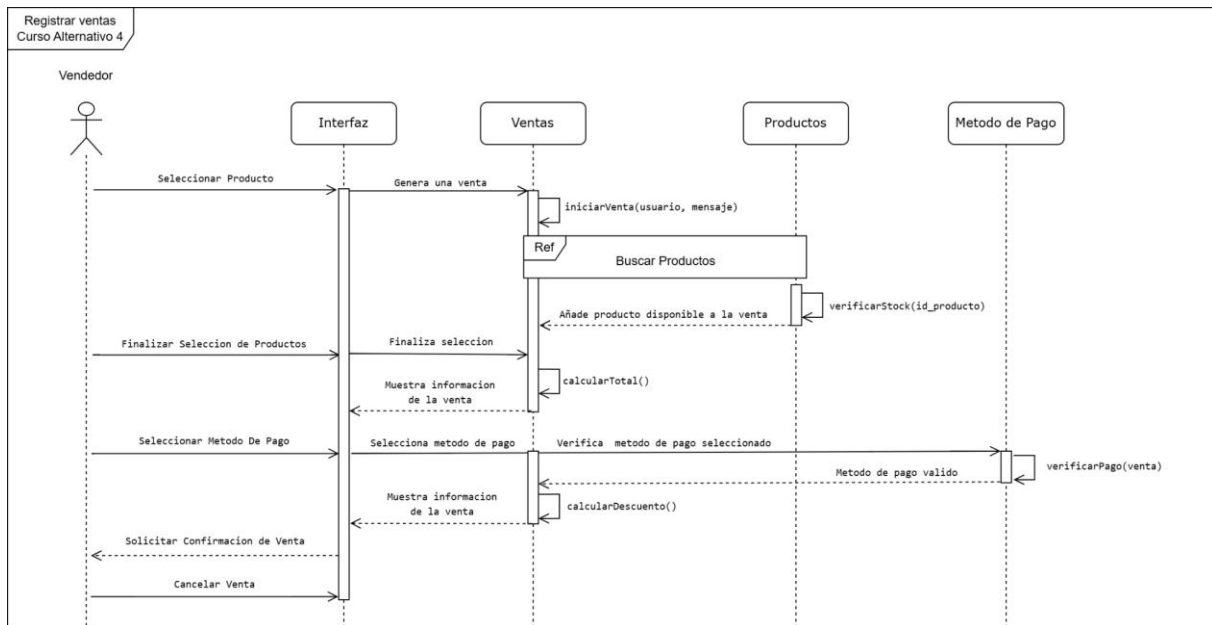 Registrar ventas
Curso Alternativo 4
Vendedor
Interfaz
Ventas
Productos
Metodo de Pago
Seleccionar Producto
Genera una venta
iniciarVenta(usuario, mensaje)
Ref
Buscar Productos
verificarStock(id_producto)
Añade producto disponible a la venta
Finalizar Seleccion de Productos
Finaliza seleccion
calcularTotal()
Muestra informacion
de la venta
Seleccionar Metodo De Pago
Selecciona metodo de pago
Verifica metodo de pago seleccionado
verificarPago(venta)
Metodo de pago valido
Muestra informacion
de la venta
calcularDescuento()
Solicitar Confirmacion de Venta
Cancelar Venta